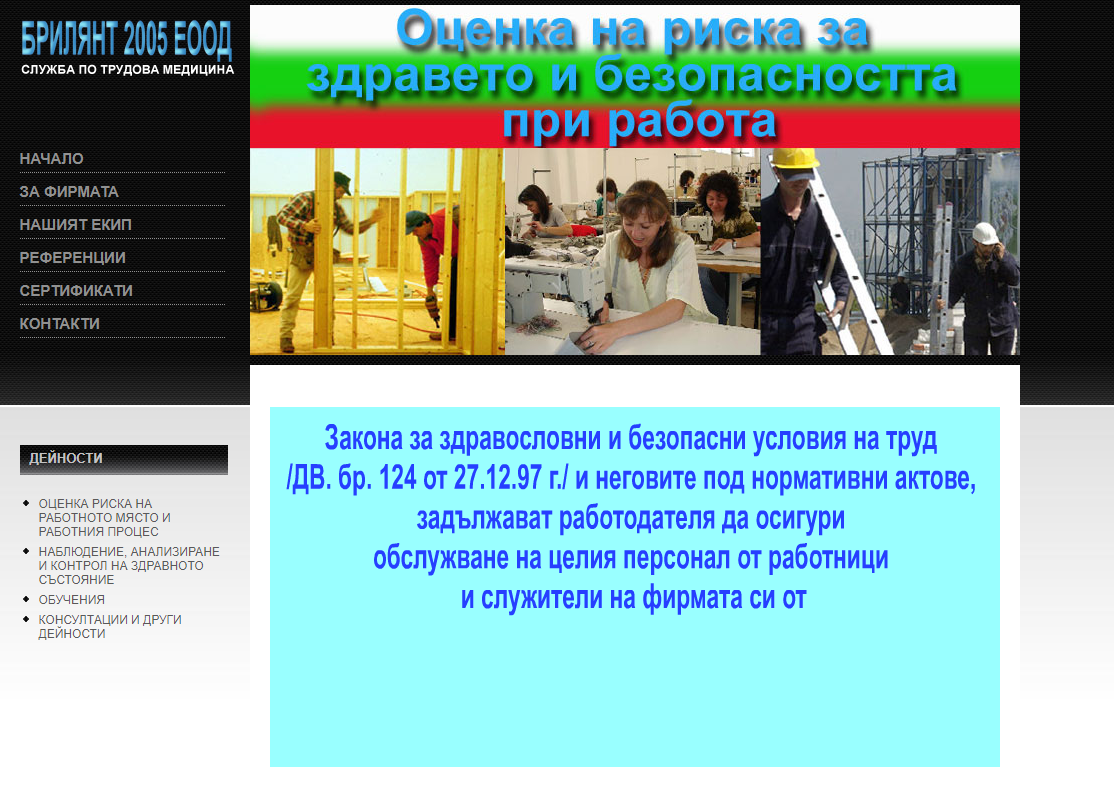 БРИЛЯНТ 2005 ЕООД
СЛУЖБА ПО ТРУДОВА МЕДИЦИНА
Оценка на риска за
здравето и безопасността
при работа
НАЧАЛО
ЗА ФИРМАТА
НАШИЯТ ЕКИП
РЕФЕРЕНЦИИ
СЕРТИФИКАТИ
КОНТАКТИ
ДЕЙНОСТИ
ОЦЕНКА РИСКА НА
РАБОТНОТО МЯСТО И
РАБОТНИЯ ПРОЦЕС
НАБЛЮДЕНИЕ, АНАЛИЗИРАНЕ
И КОНТРОЛ НА ЗДРАВНОТО
СЪСТОЯНИЕ
ОБУЧЕНИЯ
КОНСУЛТАЦИИ И ДРУГИ
ДЕЙНОСТИ
Закона за здравословни и безопасни условия на труд
/ДВ. бр. 124 от 27.12.97 г./ и неговите под нормативни актове,
задължават работодателя да осигури
обслужване на целия персонал от работници
и служители на фирмата си от